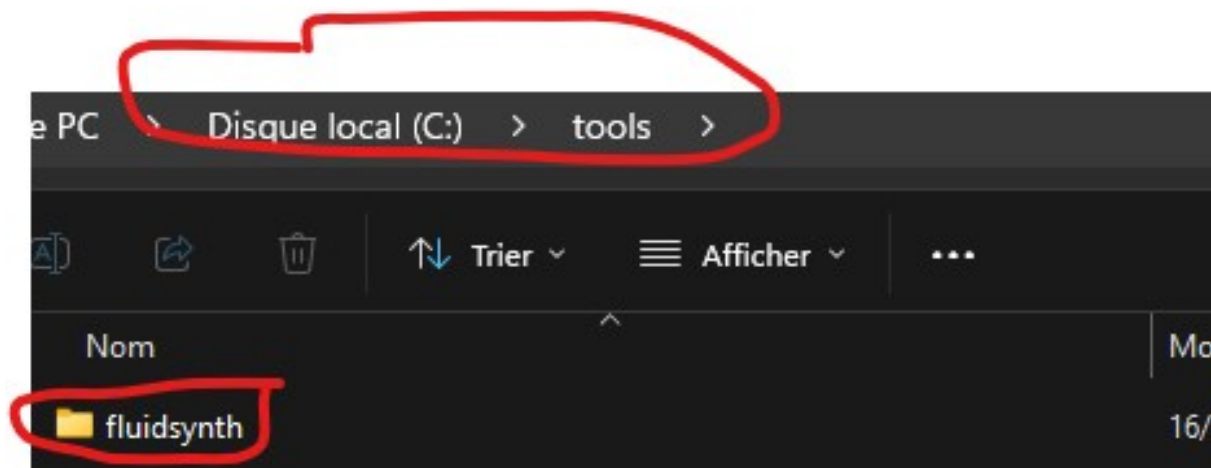 e PC > Disque local (C:) > tools >
Trier Afficher
Nom Mo
fluidsynth 16/